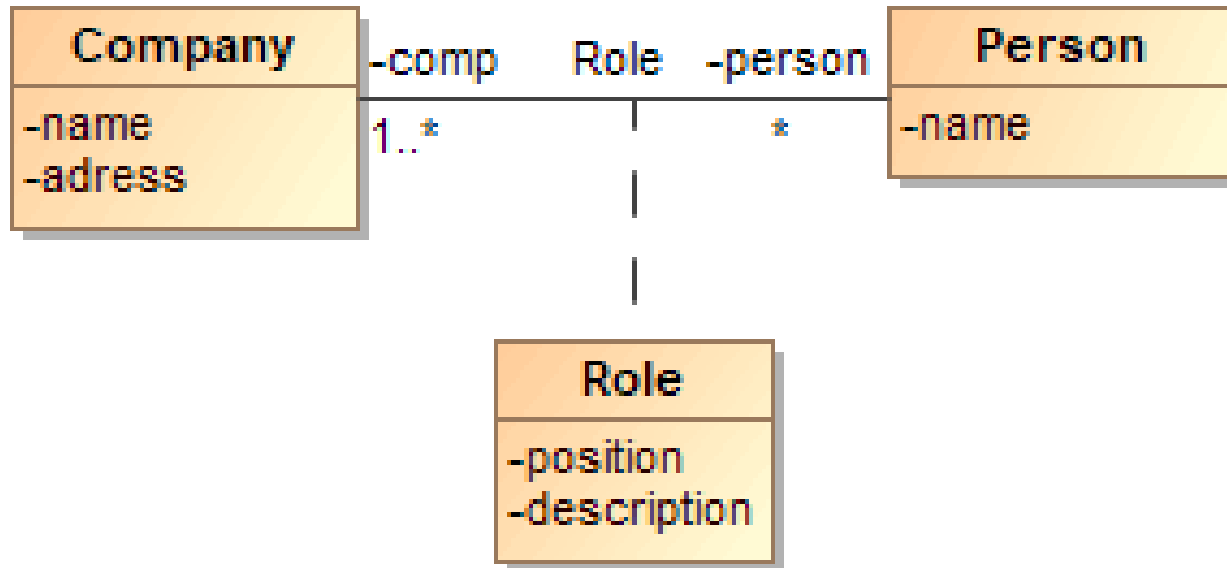 Company
-name
-adress
-comp
Role
-person
1..*
*
Person
-name
Role
-position
-description